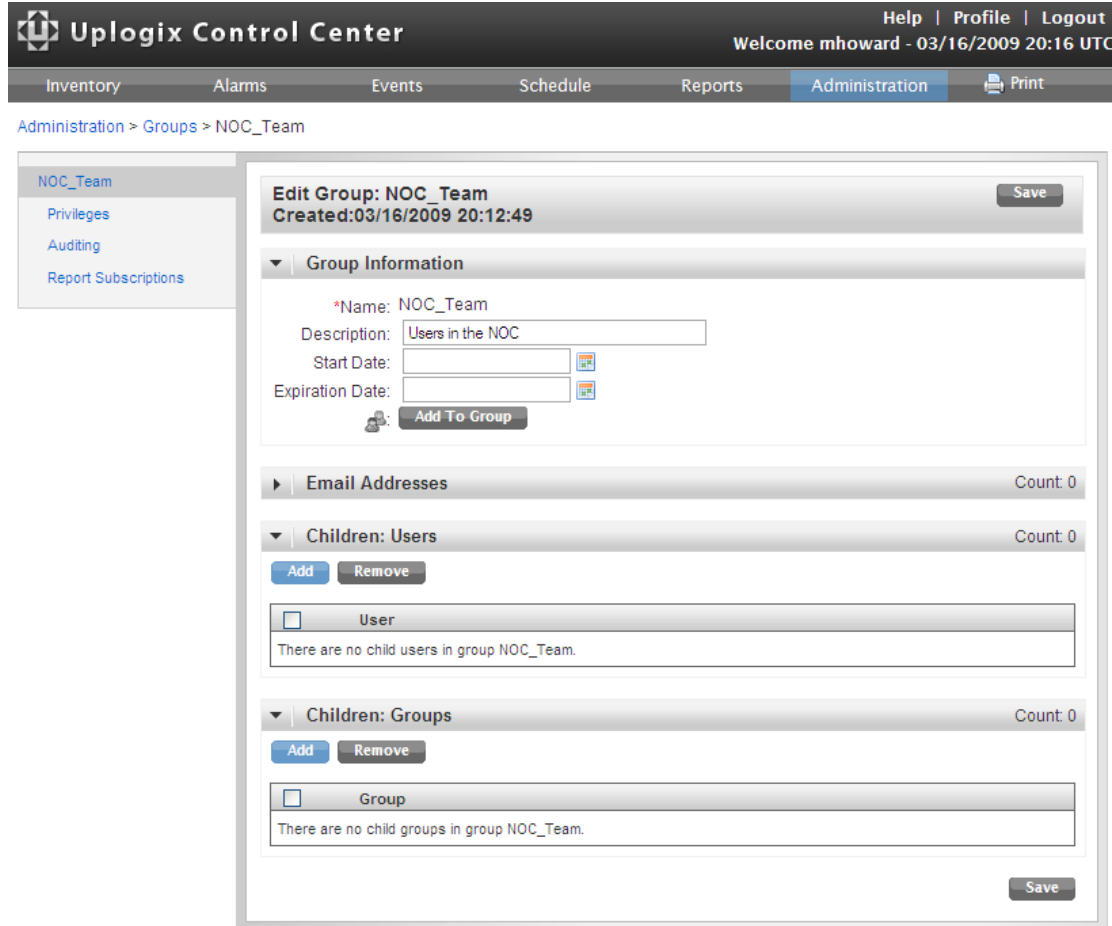 Uplogix Control Center
Help | Profile | Logout
Welcome mhoward - 03/16/2009 20:16 UTC
Inventory Alarms Events Schedule Reports Administration Print
Administration > Groups > NOC_Team
NOC_Team
Privileges
Auditing
Report Subscriptions
Edit Group: NOC_Team
Created:03/16/2009 20:12:49
Save
Group Information
*Name: NOC_Team
Description: Users in the NOC
Start Date:
Expiration Date:
: Add To Group
Email Addresses Count: 0
Children: Users Count: 0
Add Remove
User
There are no child users in group NOC_Team.
Children: Groups Count: 0
Add Remove
Group
There are no child groups in group NOC_Team.
Save